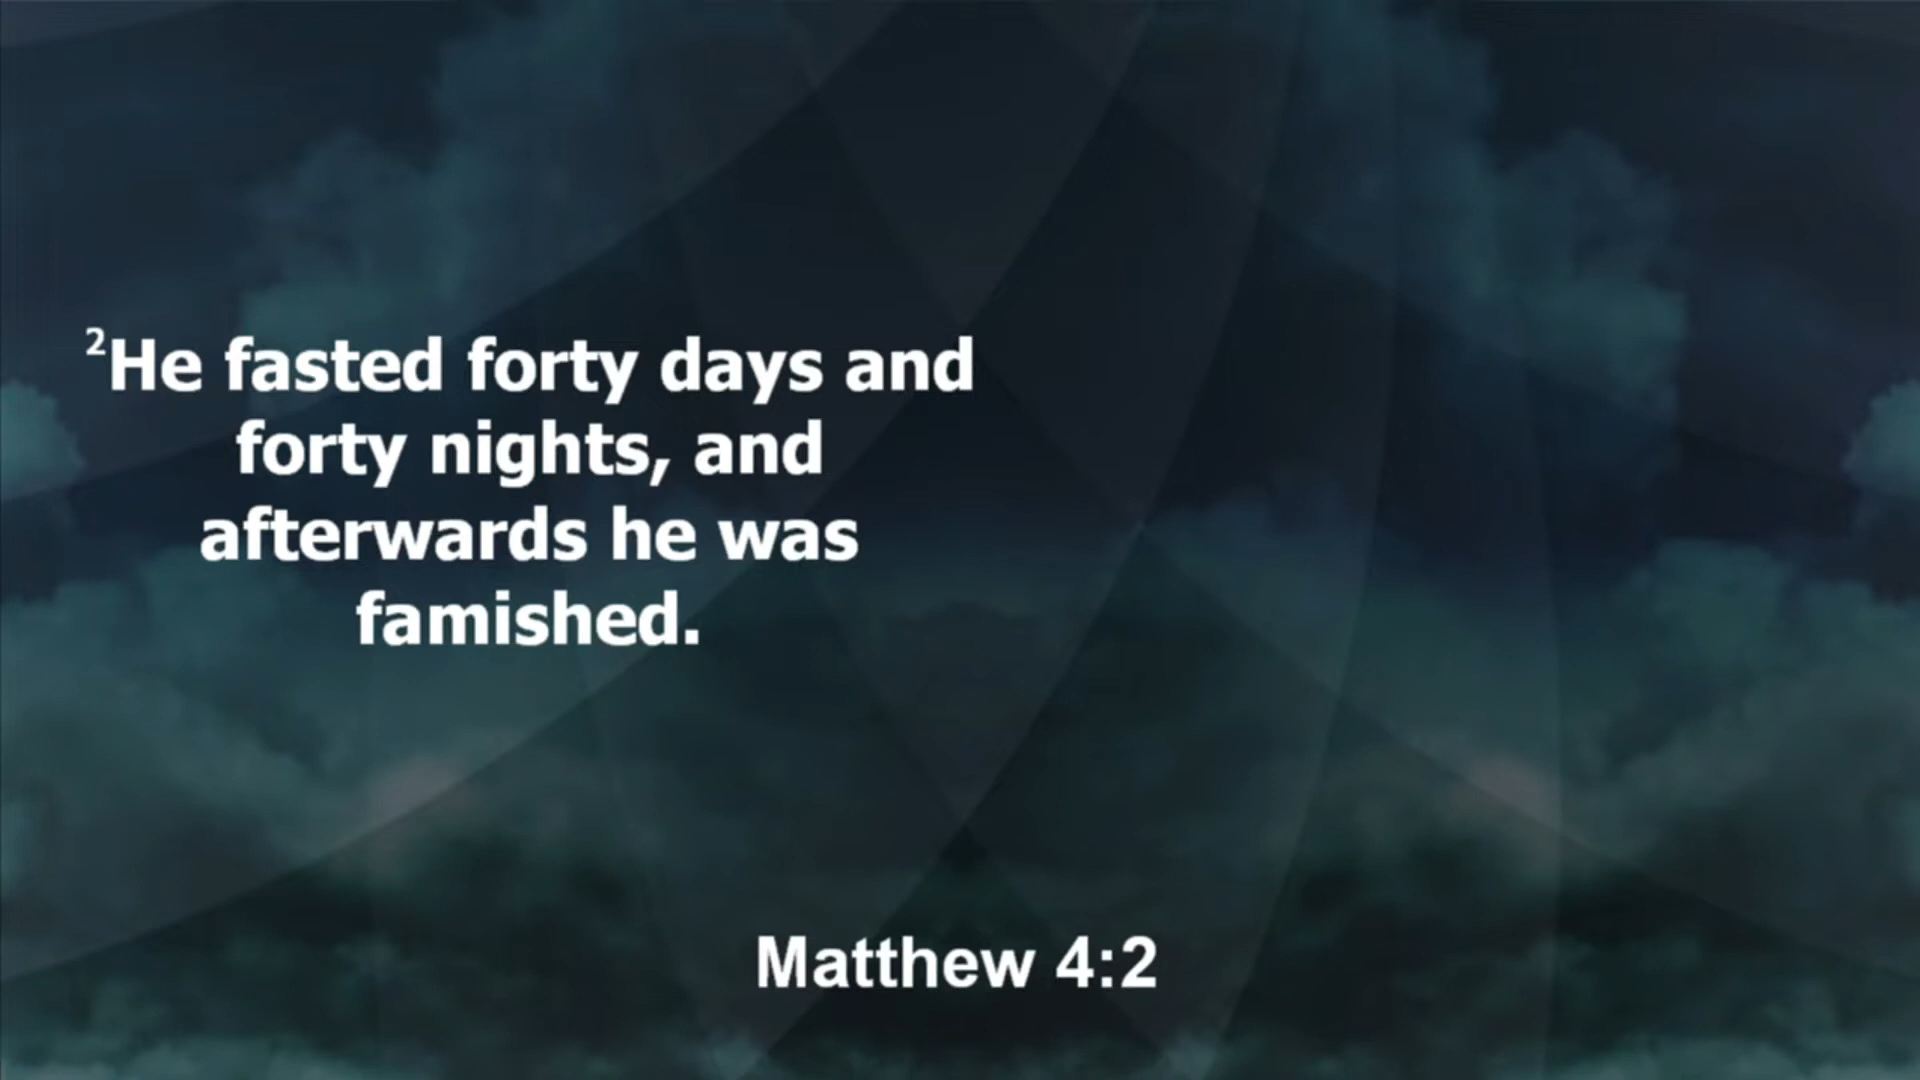 ²He fasted forty days and
forty nights, and
afterwards he was
famished.
Matthew 4:2